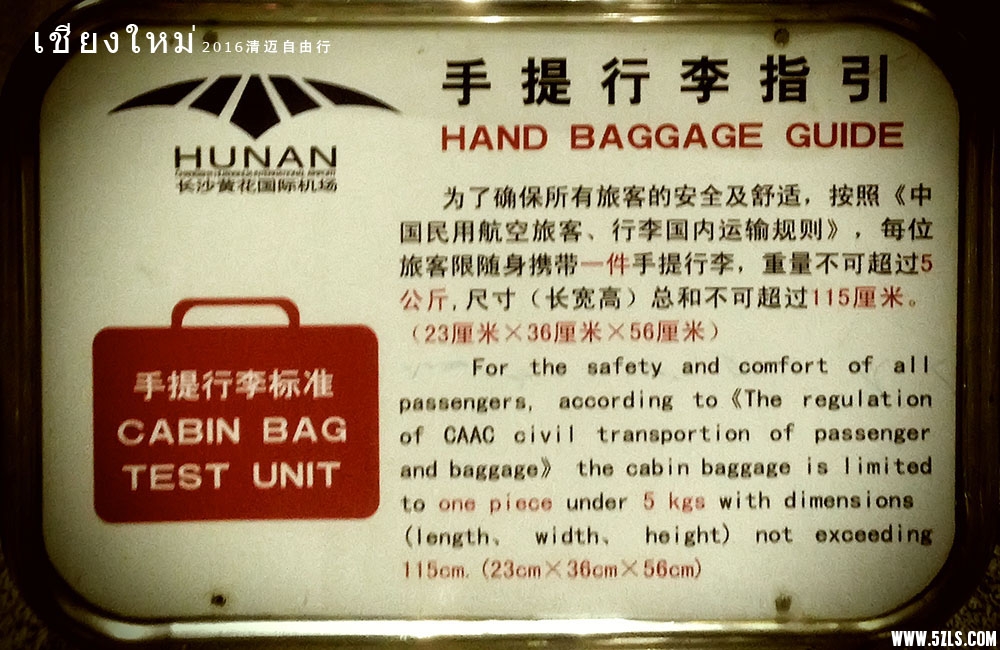 เชียงใหม่ 2016清迈自由行
HUNAN
长沙黄花国际机场
手提行李指引
HAND BAGGAGE GUIDE
为了确保所有旅客的安全及舒适，按照《中
国民用航空旅客、行李国内运输规则》，每位
旅客限随身携带一件手提行李，重量不可超过5
公斤,尺寸（长宽高）总和不可超过115厘米。
（23厘米×36厘米×56厘米）
For the safety and comfort of all
passengers, according to《The regulation
of CAAC civil transportion of passenger
and baggage》 the cabin baggage is limited
to one piece under 5 kgs with dimensions
(length、 width、 height) not exceeding
115cm.(23cm×36cm×56cm)
手提行李标准
CABIN BAG
TEST UNIT
WWW.5ZLS.COM